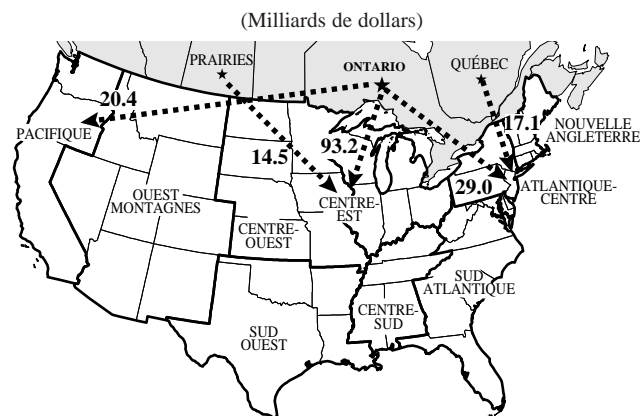 (Milliards de dollars)
PRAIRIES
ONTARIO
QUÉBEC
20.4
PACIFIQUE
14.5
93.2
17.1
NOUVELLE
ANGLETERRE
29.0
ATLANTIQUE-
CENTRE
OUEST
MONTAGNES
CENTRE-
EST
CENTRE-
OUEST
SUD
ATLANTIQUE
CENTRE-
SUD
SUD
OUEST